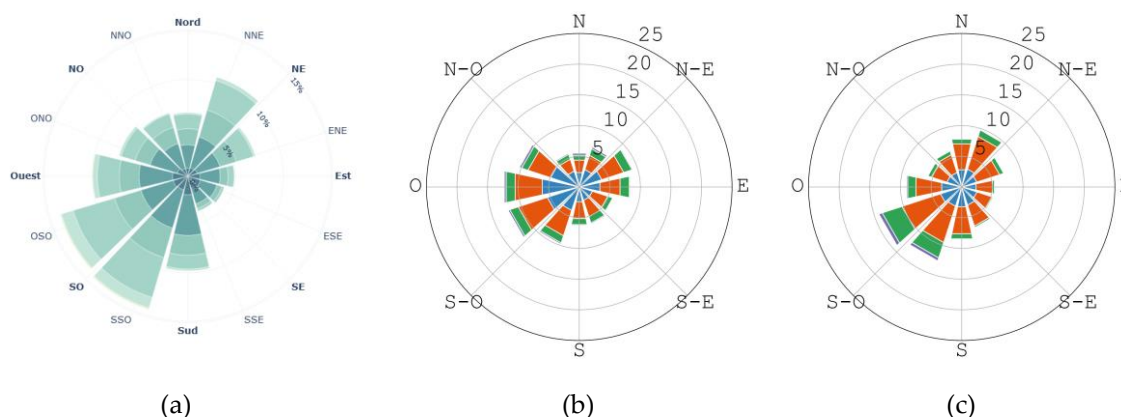 Nord
NNO
NNE
NO
NE
15%
10%
5%
ONO
ENE
Ouest
Est
OSO
ESE
SO
SE
SSO
SSE
Sud
N
25
20
15
10
5
N-O
N-E
O
E
S-O
S-E
S
N
25
20
15
10
5
N-O
N-E
O
S-O
S-E
S
(a)
(b)
(c)